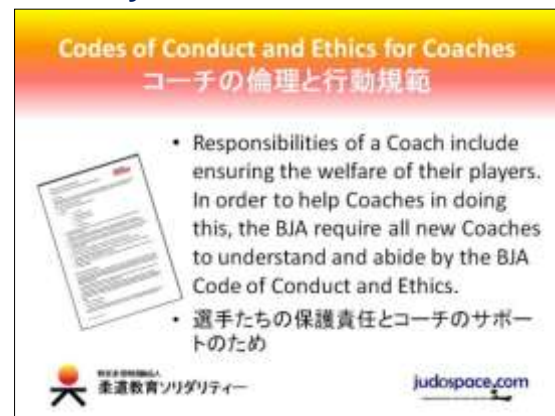 Codes of Conduct and Ethics for Coaches
コーチの倫理と行動規範
• Responsibilities of a Coach include
ensuring the welfare of their players.
In order to help Coaches in doing
this, the BJA require all new Coaches
to understand and abide by the BJA
Code of Conduct and Ethics.
• 選手たちの保護責任とコーチのサポー
トのため
柔道教育ソリダリティー
judospace.com